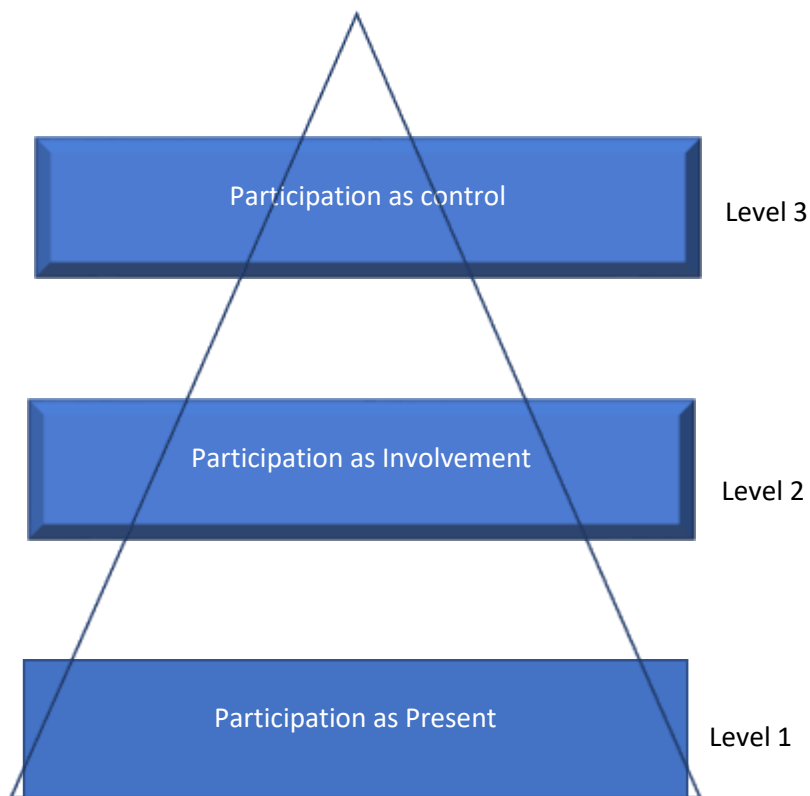 Participation as control
Level 3
Participation as Involvement
Level 2
Participation as Present
Level 1